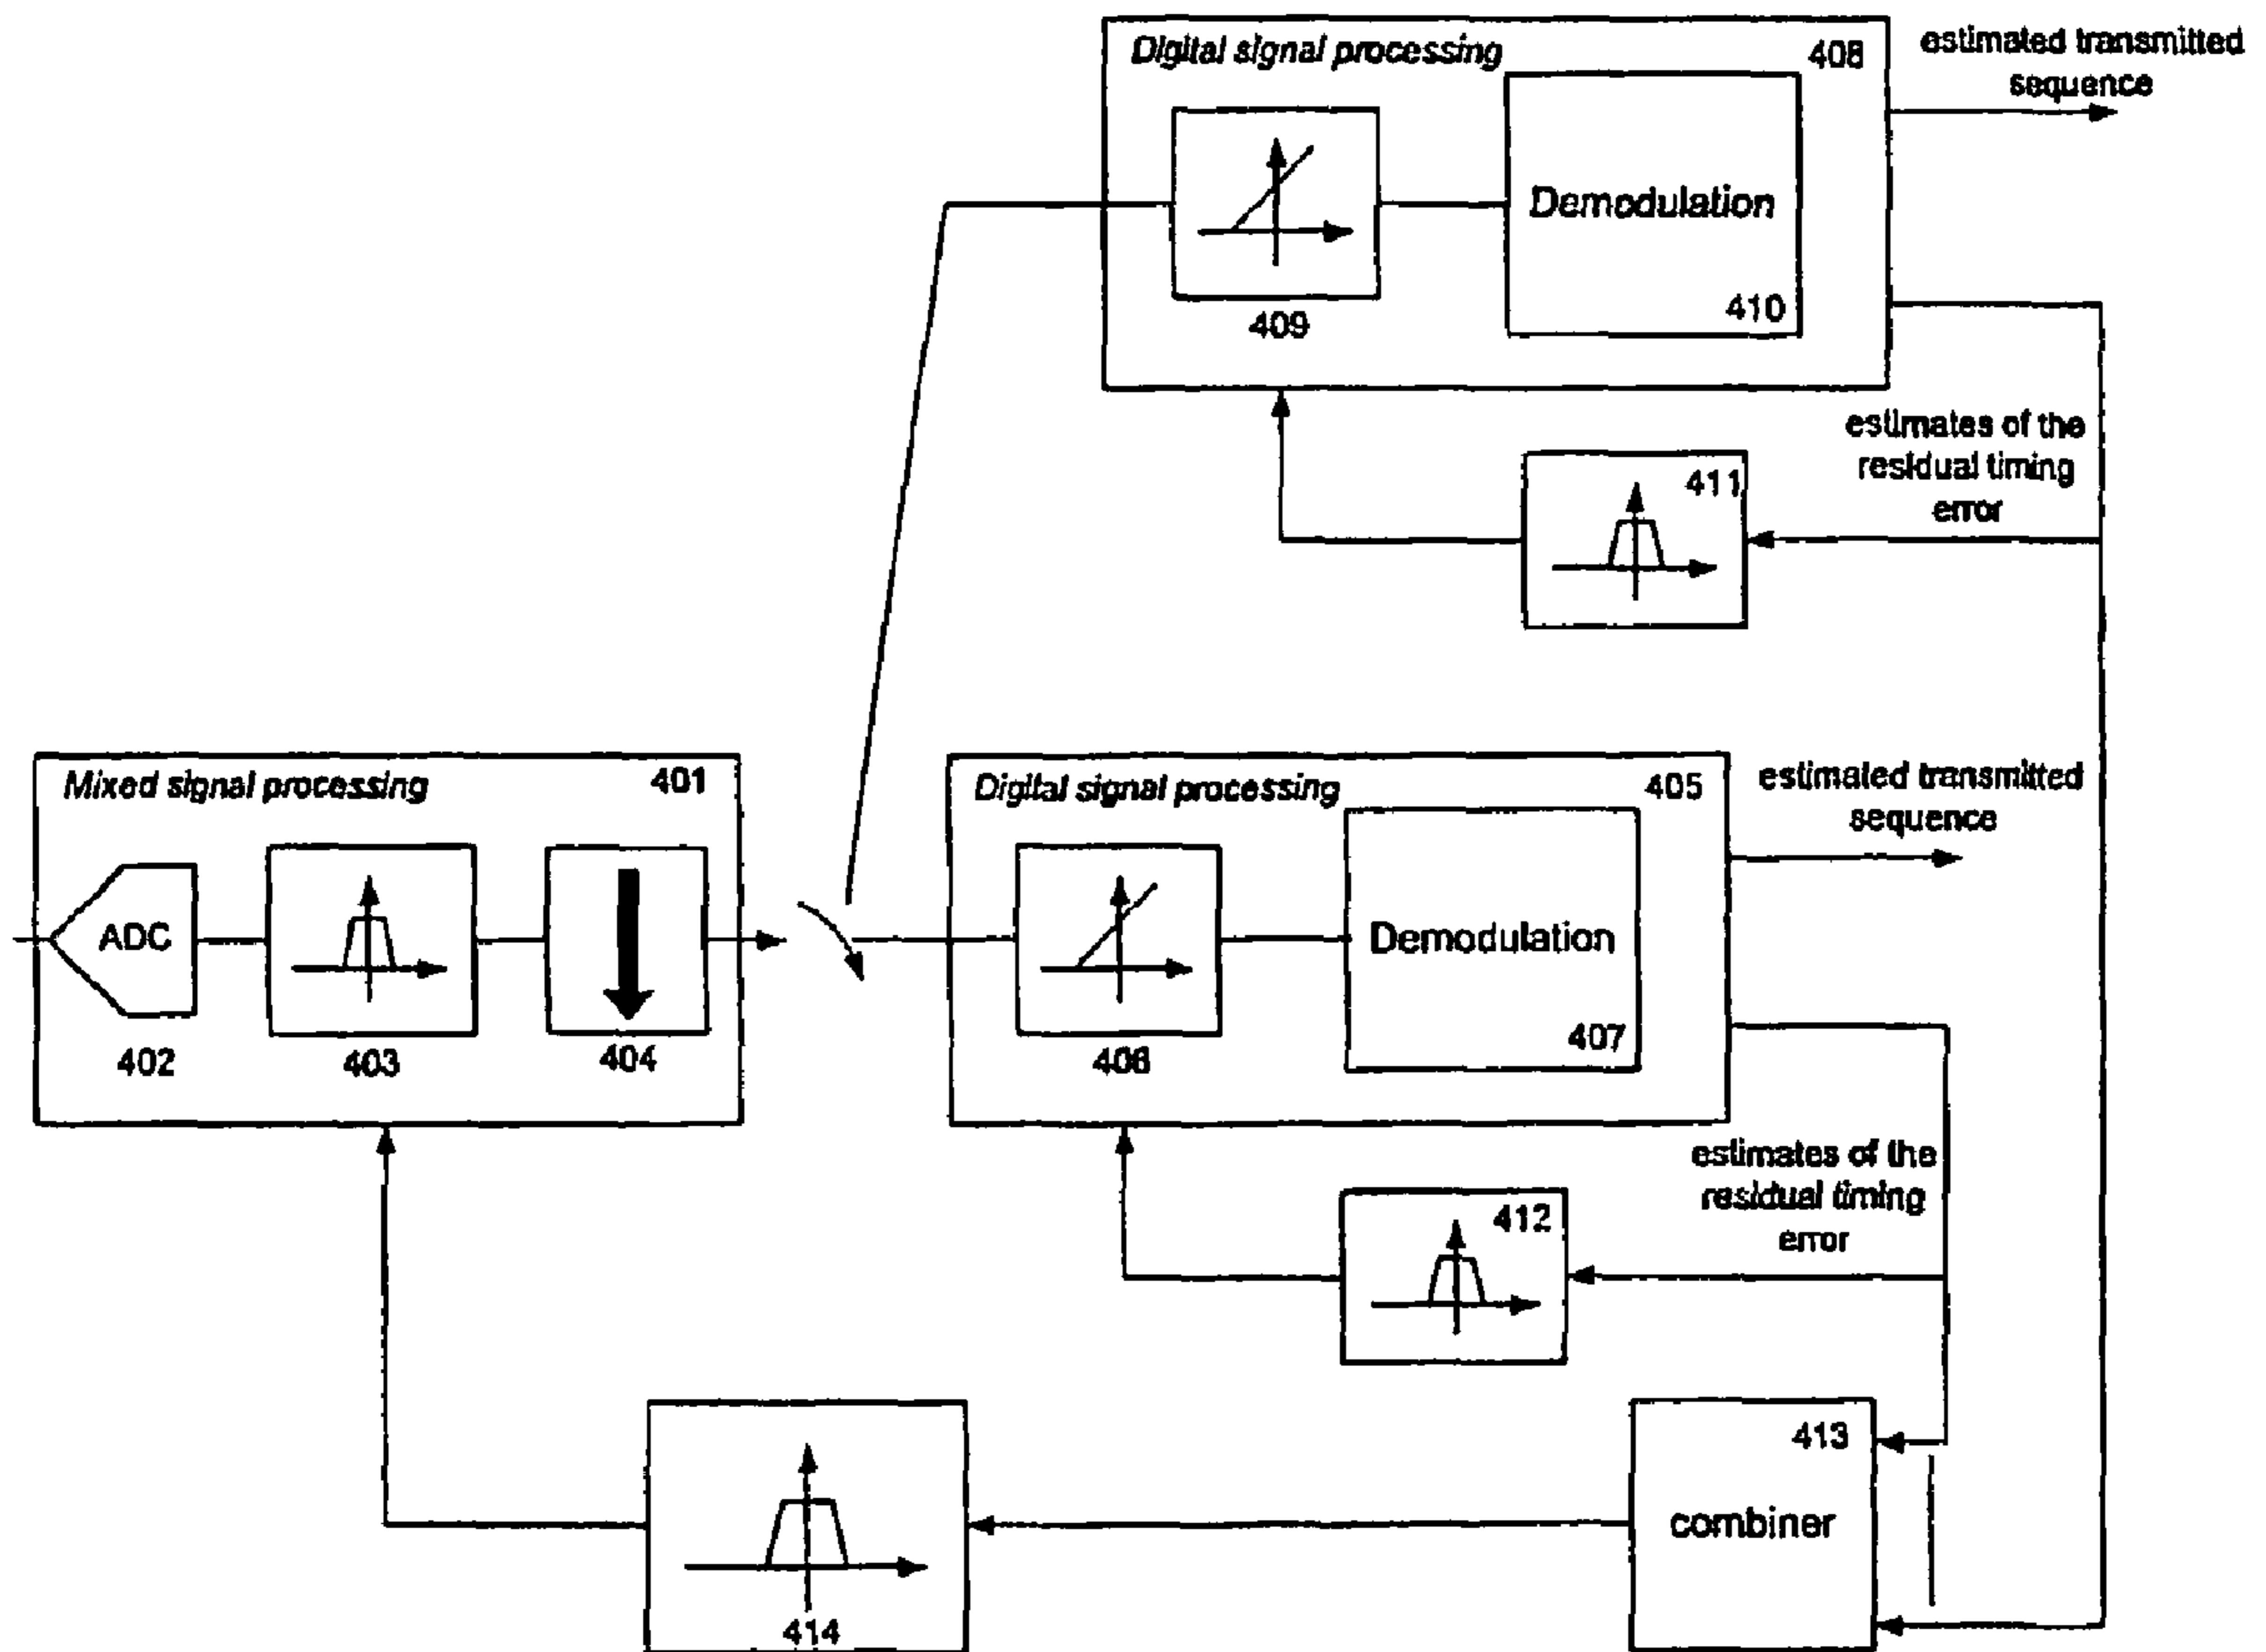 Digital signal processing
408
estimated transmitted
sequence
Demodulation
409
410
estimates of the
residual timing
error
411
Mixed signal processing
401
Digital signal processing
405
estimated transmitted
sequence
ADC
Demodulation
402
403
404
406
407
estimates of the
residual timing
error
412
413
combiner
414